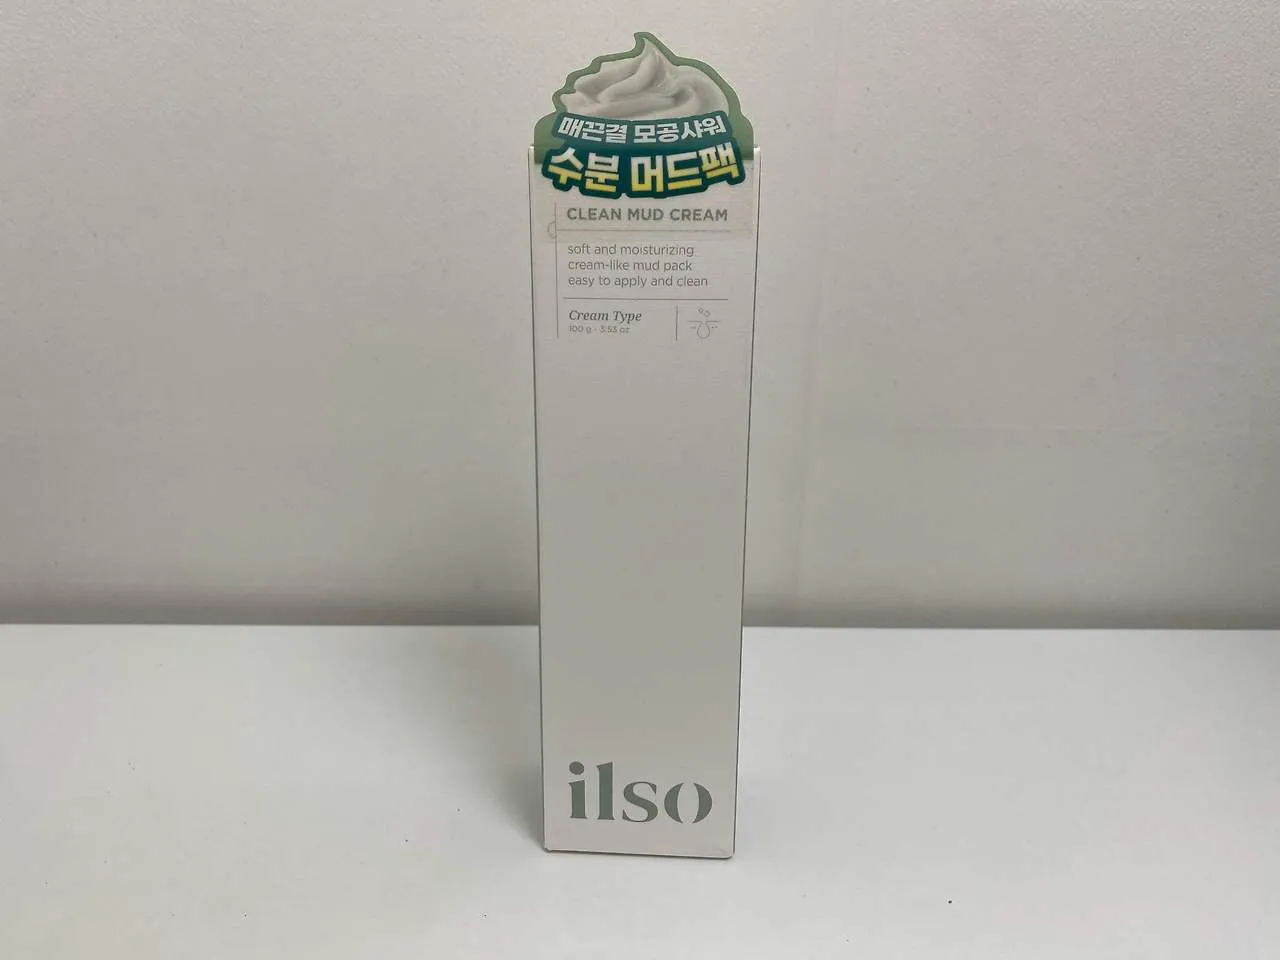 매끈결 모공샤워
수분 머드팩
CLEAN MUD CREAM
soft and moisturizing
cream-like mud pack
easy to apply and clean
Cream Type
100 g - 3.53 oz
ilso